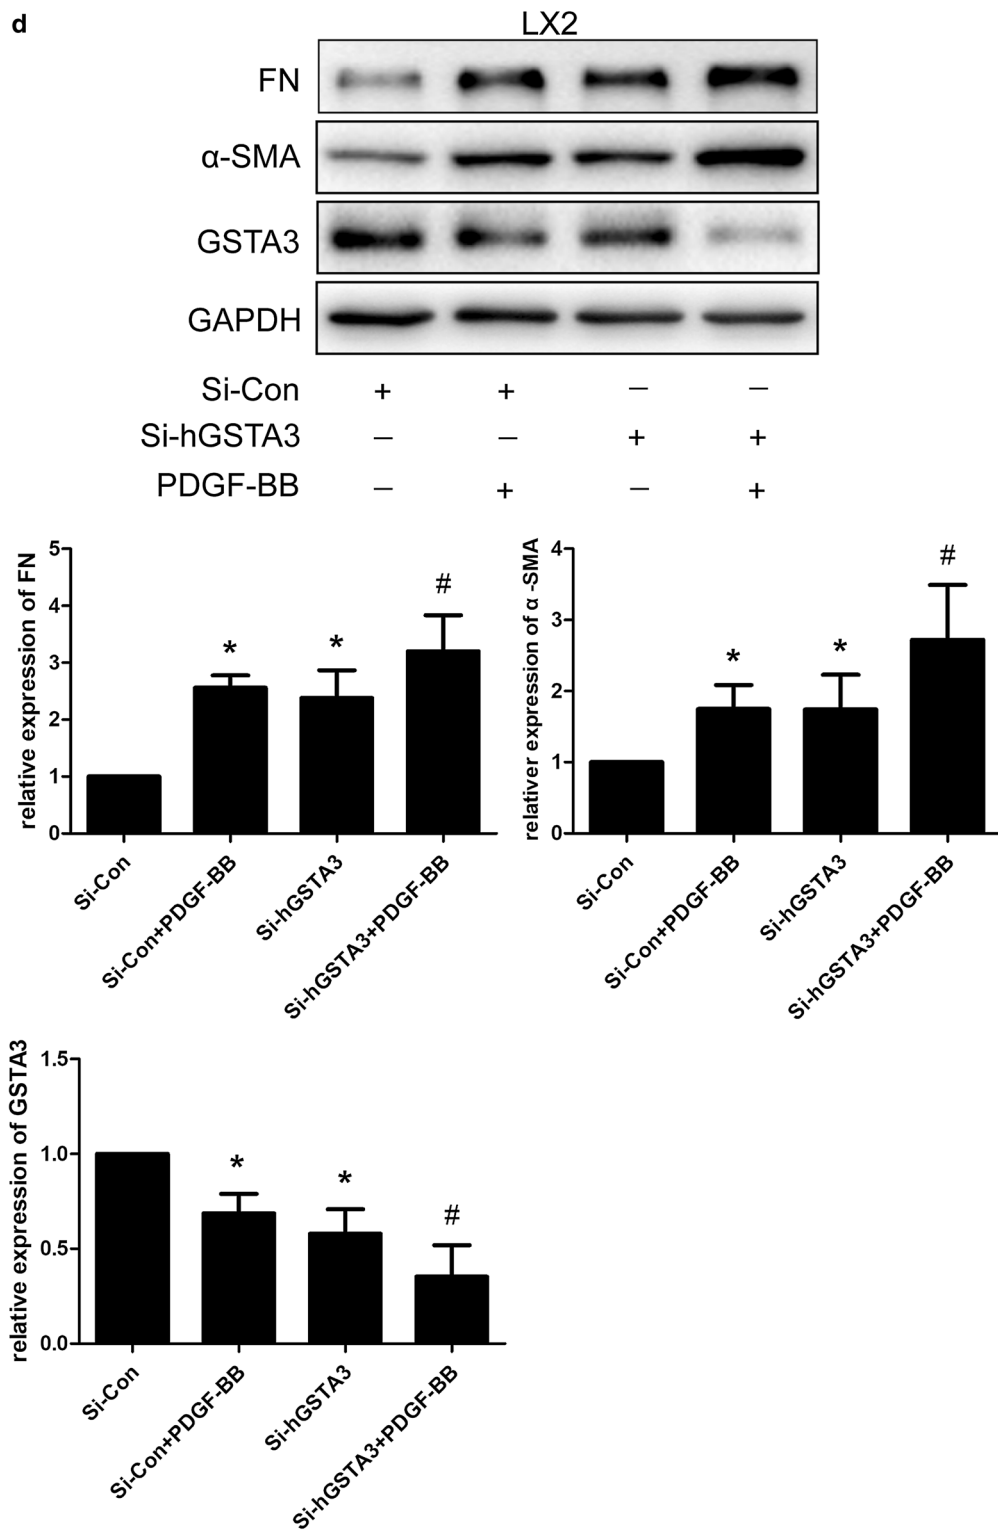 d
LX2
FN
α-SMA
GSTA3
GAPDH
Si-Con + + − −
Si-hGSTA3 − − + +
PDGF-BB − + − +
relative expression of FN
5
4
3
2
1
0
* * #
Si-Con
Si-Con+PDGF-BB
Si-hGSTA3
Si-hGSTA3+PDGF-BB
relativer expression of α -SMA
4
3
2
1
0
* * #
Si-Con
Si-Con+PDGF-BB
Si-hGSTA3
Si-hGSTA3+PDGF-BB
relative expression of GSTA3
1.5
1.0
0.5
0.0
* * #
Si-Con
Si-Con+PDGF-BB
Si-hGSTA3
Si-hGSTA3+PDGF-BB